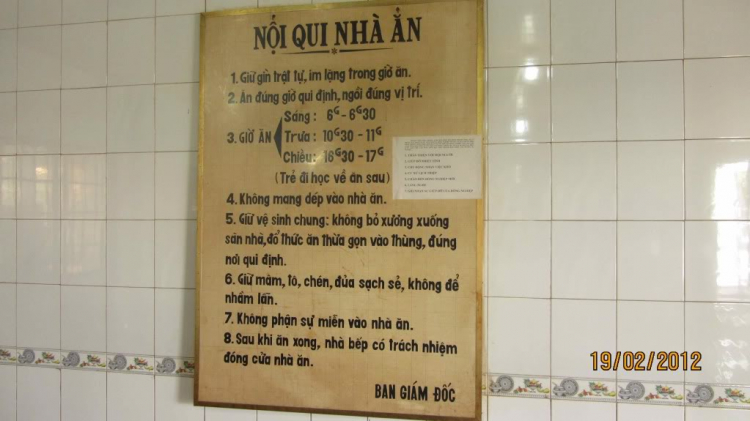 NỘI QUI NHÀ ĂN
1. Giữ gìn trật tự, im lặng trong giờ ăn.
2. Ăn đúng giờ qui định, ngồi đúng vị trí.
Sáng: 6G - 6G30
3. GIỜ ĂN Trưa: 10G30 - 11G
Chiều: 16G30 - 17G
(Trẻ đi học về ăn sau)
4. Không mang dép vào nhà ăn.
5. Giữ vệ sinh chung: không bỏ xương xuống
sàn nhà, đổ thức ăn thừa gọn vào thùng, đúng
nơi qui định.
6. Giữ mâm, tô, chén, đũa sạch sẽ, không để
nhầm lẫn.
7. Không phận sự miễn vào nhà ăn.
8. Sau khi ăn xong, nhà bếp có trách nhiệm
đóng cửa nhà ăn.
BAN GIÁM ĐỐC
19/02/2012